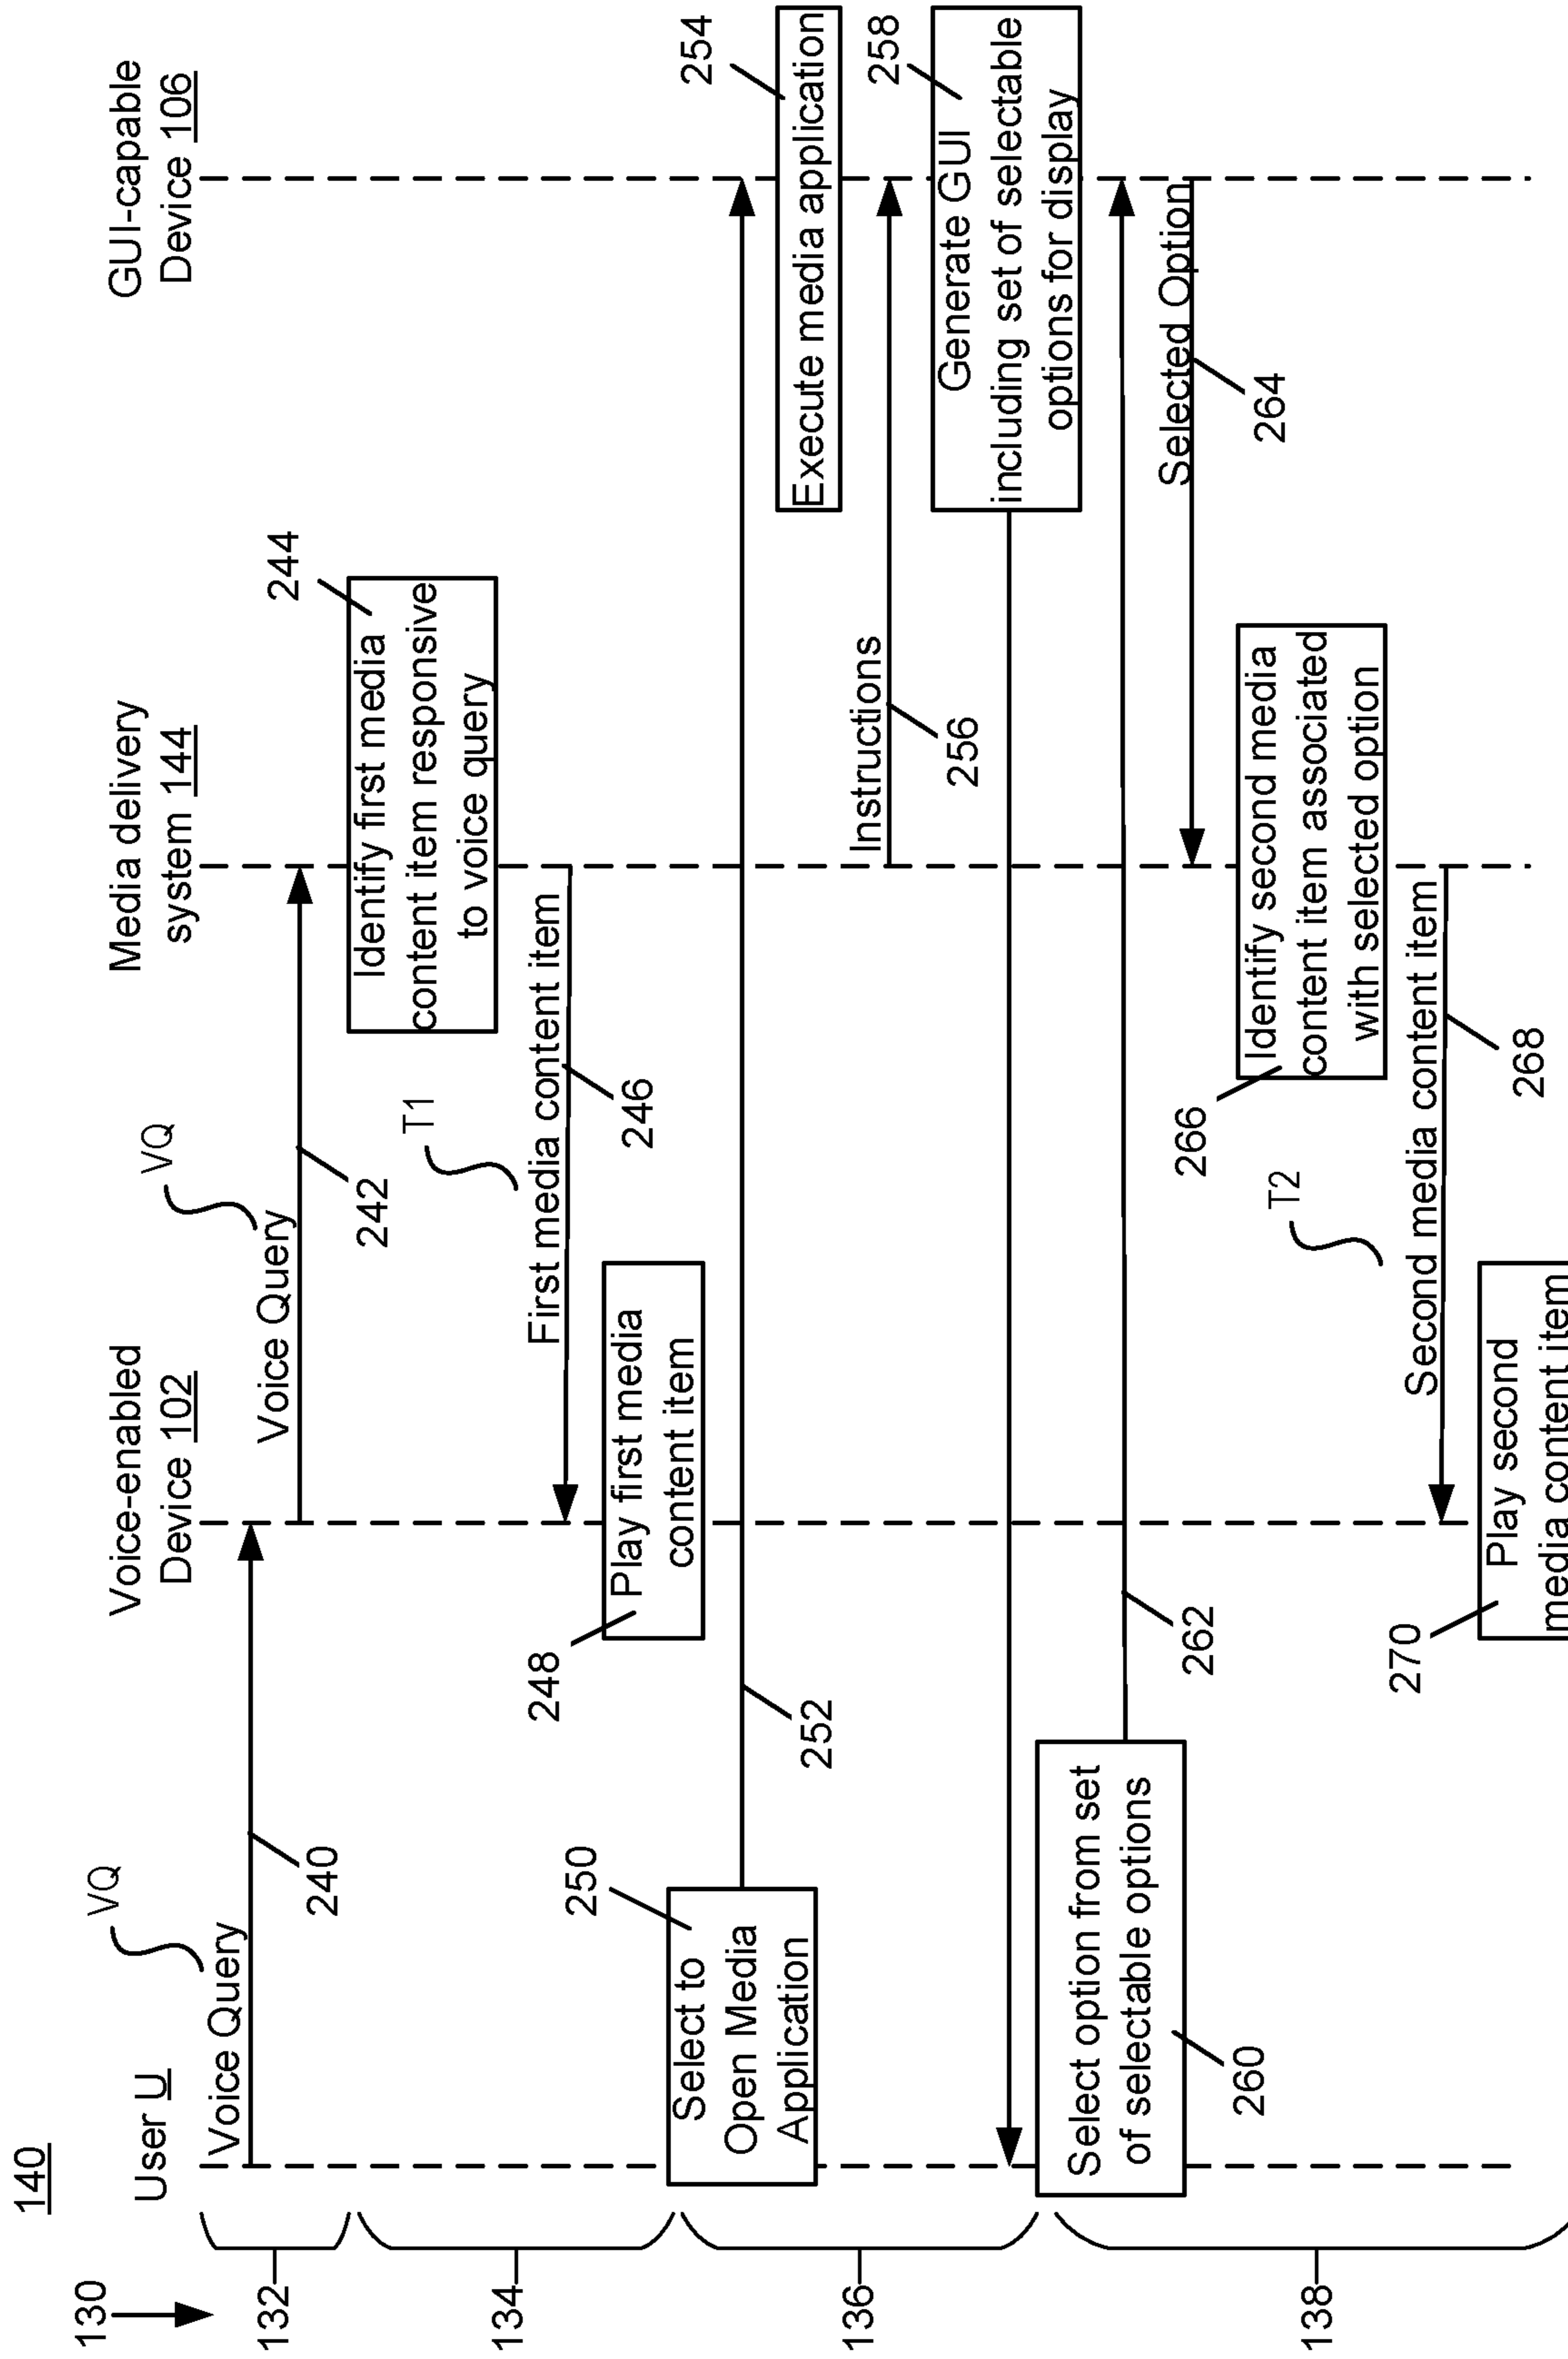 140
130
User U
Voice-enabled
Device 102
Media delivery
system 144
GUI-capable
Device 106
132
VQ
Voice Query
240
VQ
Voice Query
242
134
244
Identify first media
content item responsive
to voice query
T1
First media content item
246
248
Play first media
content item
136
250
Select to
Open Media
Application
252
254
Execute media application
Instructions
256
258
Generate GUI
including set of selectable
options for display
138
Select option from set
of selectable options
260
262
Selected Option
264
266
Identify second media
content item associated
with selected option
T2
Second media content item
268
270
Play second
media content item